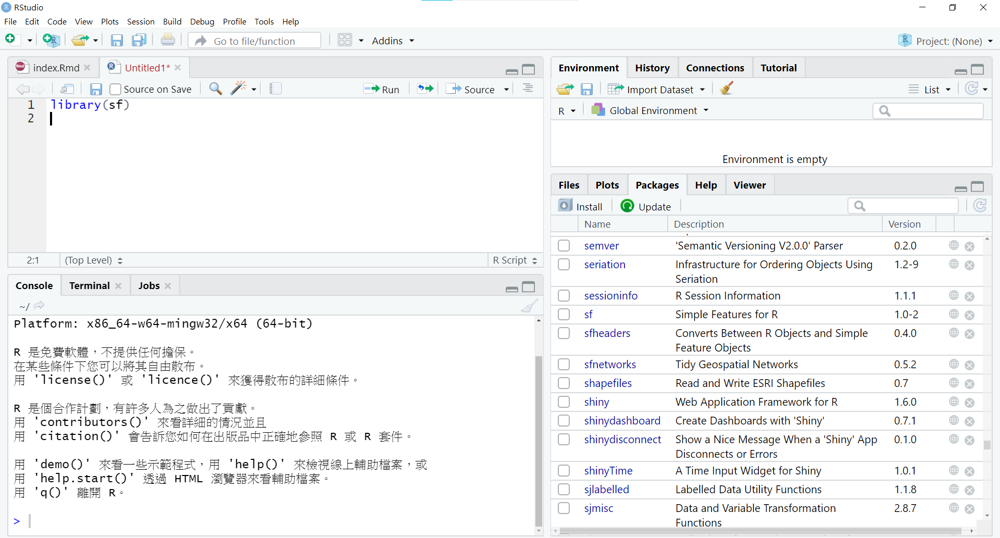 RStudio
File Edit Code View Plots Session Build Debug Profile Tools Help
Go to file/function Addins Project: (None)
index.Rmd Untitled1*
Source on Save Run Source
1 library(sf)
2
2:1 (Top Level) R Script
Console Terminal Jobs
~/
Platform: x86_64-w64-mingw32/x64 (64-bit)
R 是免費軟體，不提供任何擔保。
在某些條件下您可以將其自由散布。
用 'license()' 或 'licence()' 來獲得散布的詳細條件。
R 是個合作計劃，有許多人為之做出了貢獻。
用 'contributors()' 來看詳細的情況並且
用 'citation()' 會告訴您如何在出版品中正確地參照 R 或 R 套件。
用 'demo()' 來看一些示範程式，用 'help()' 來檢視線上輔助檔案，或
用 'help.start()' 透過 HTML 瀏覽器來看輔助檔案。
用 'q()' 離開 R。
>
Environment History Connections Tutorial
Import Dataset List
R Global Environment
Environment is empty
Files Plots Packages Help Viewer
Install Update
Name Description Version
semver 'Semantic Versioning V2.0.0' Parser 0.2.0
seriation Infrastructure for Ordering Objects Using 1.2-9
Seriation
sessioninfo R Session Information 1.1.1
sf Simple Features for R 1.0-2
sfheaders Converts Between R Objects and Simple 0.4.0
Feature Objects
sfnetworks Tidy Geospatial Networks 0.5.2
shapefiles Read and Write ESRI Shapefiles 0.7
shiny Web Application Framework for R 1.6.0
shinydashboard Create Dashboards with 'Shiny' 0.7.1
shinydisconnect Show a Nice Message When a 'Shiny' App 0.1.0
Disconnects or Errors
shinyTime A Time Input Widget for Shiny 1.0.1
sjlabelled Labelled Data Utility Functions 1.1.8
sjmisc Data and Variable Transformation 2.8.7
Functions